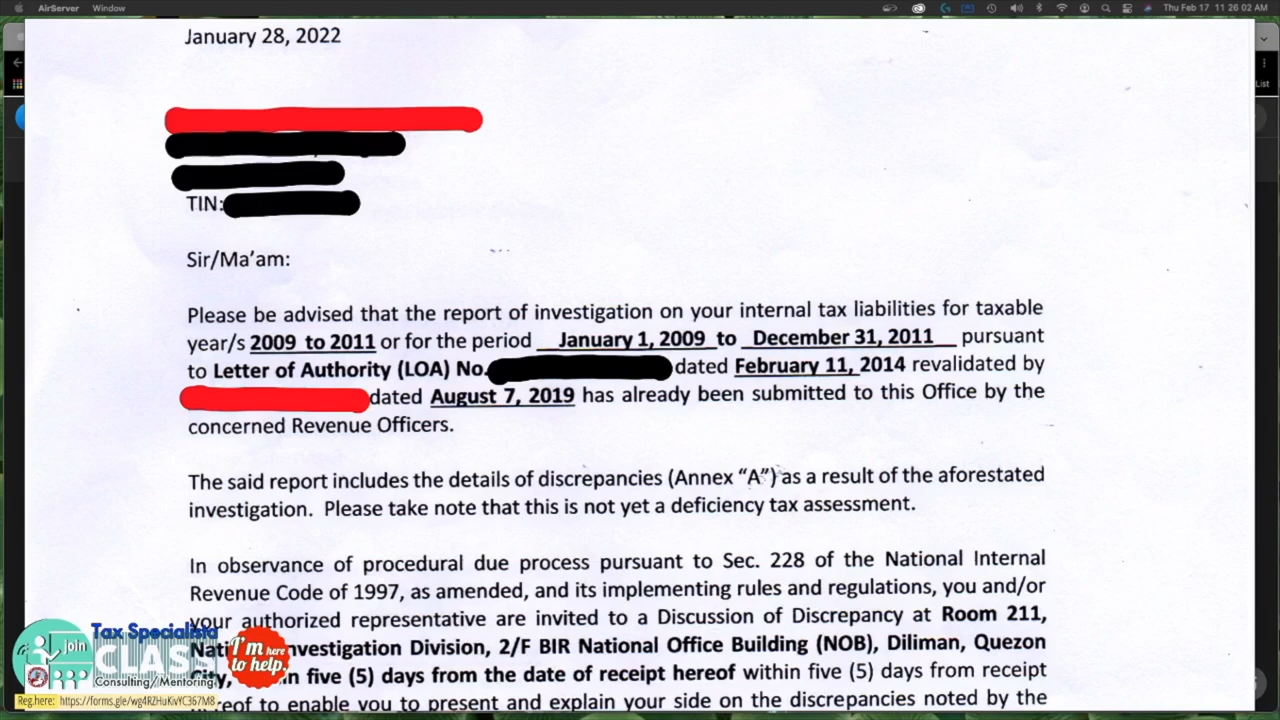 AirServer Window Thu Feb 17 11:26:02 AM
January 28, 2022
TIN:
Sir/Ma'am:
Please be advised that the report of investigation on your internal tax liabilities for taxable
year/s 2009 to 2011 or for the period January 1, 2009 to December 31, 2011 pursuant
to Letter of Authority (LOA) No. dated February 11, 2014 revalidated by
dated August 7, 2019 has already been submitted to this Office by the
concerned Revenue Officers.
The said report includes the details of discrepancies (Annex "A") as a result of the aforestated
investigation. Please take note that this is not yet a deficiency tax assessment.
In observance of procedural due process pursuant to Sec. 228 of the National Internal
Revenue Code of 1997, as amended, and its implementing rules and regulations, you and/or
your authorized representative are invited to a Discussion of Discrepancy at Room 211,
Investigation Division, 2/F BIR National Office Building (NOB), Diliman, Quezon
City, five (5) days from the date of receipt hereof within five (5) days from receipt
hereof to enable you to present and explain your side on the discrepancies noted by the
List
Join
Tax Specialista
CLASS
Consulting/Mentoring
I'm here
to help.
Reg.here: https://forms.gle/wg4RZHuKivYC367M8